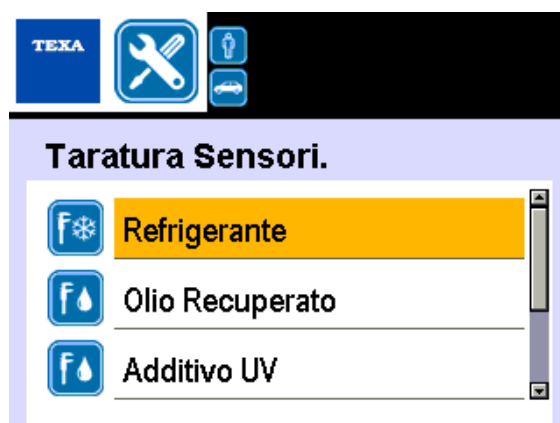 TEXA
Taratura Sensori.
Refrigerante
Olio Recuperato
Additivo UV